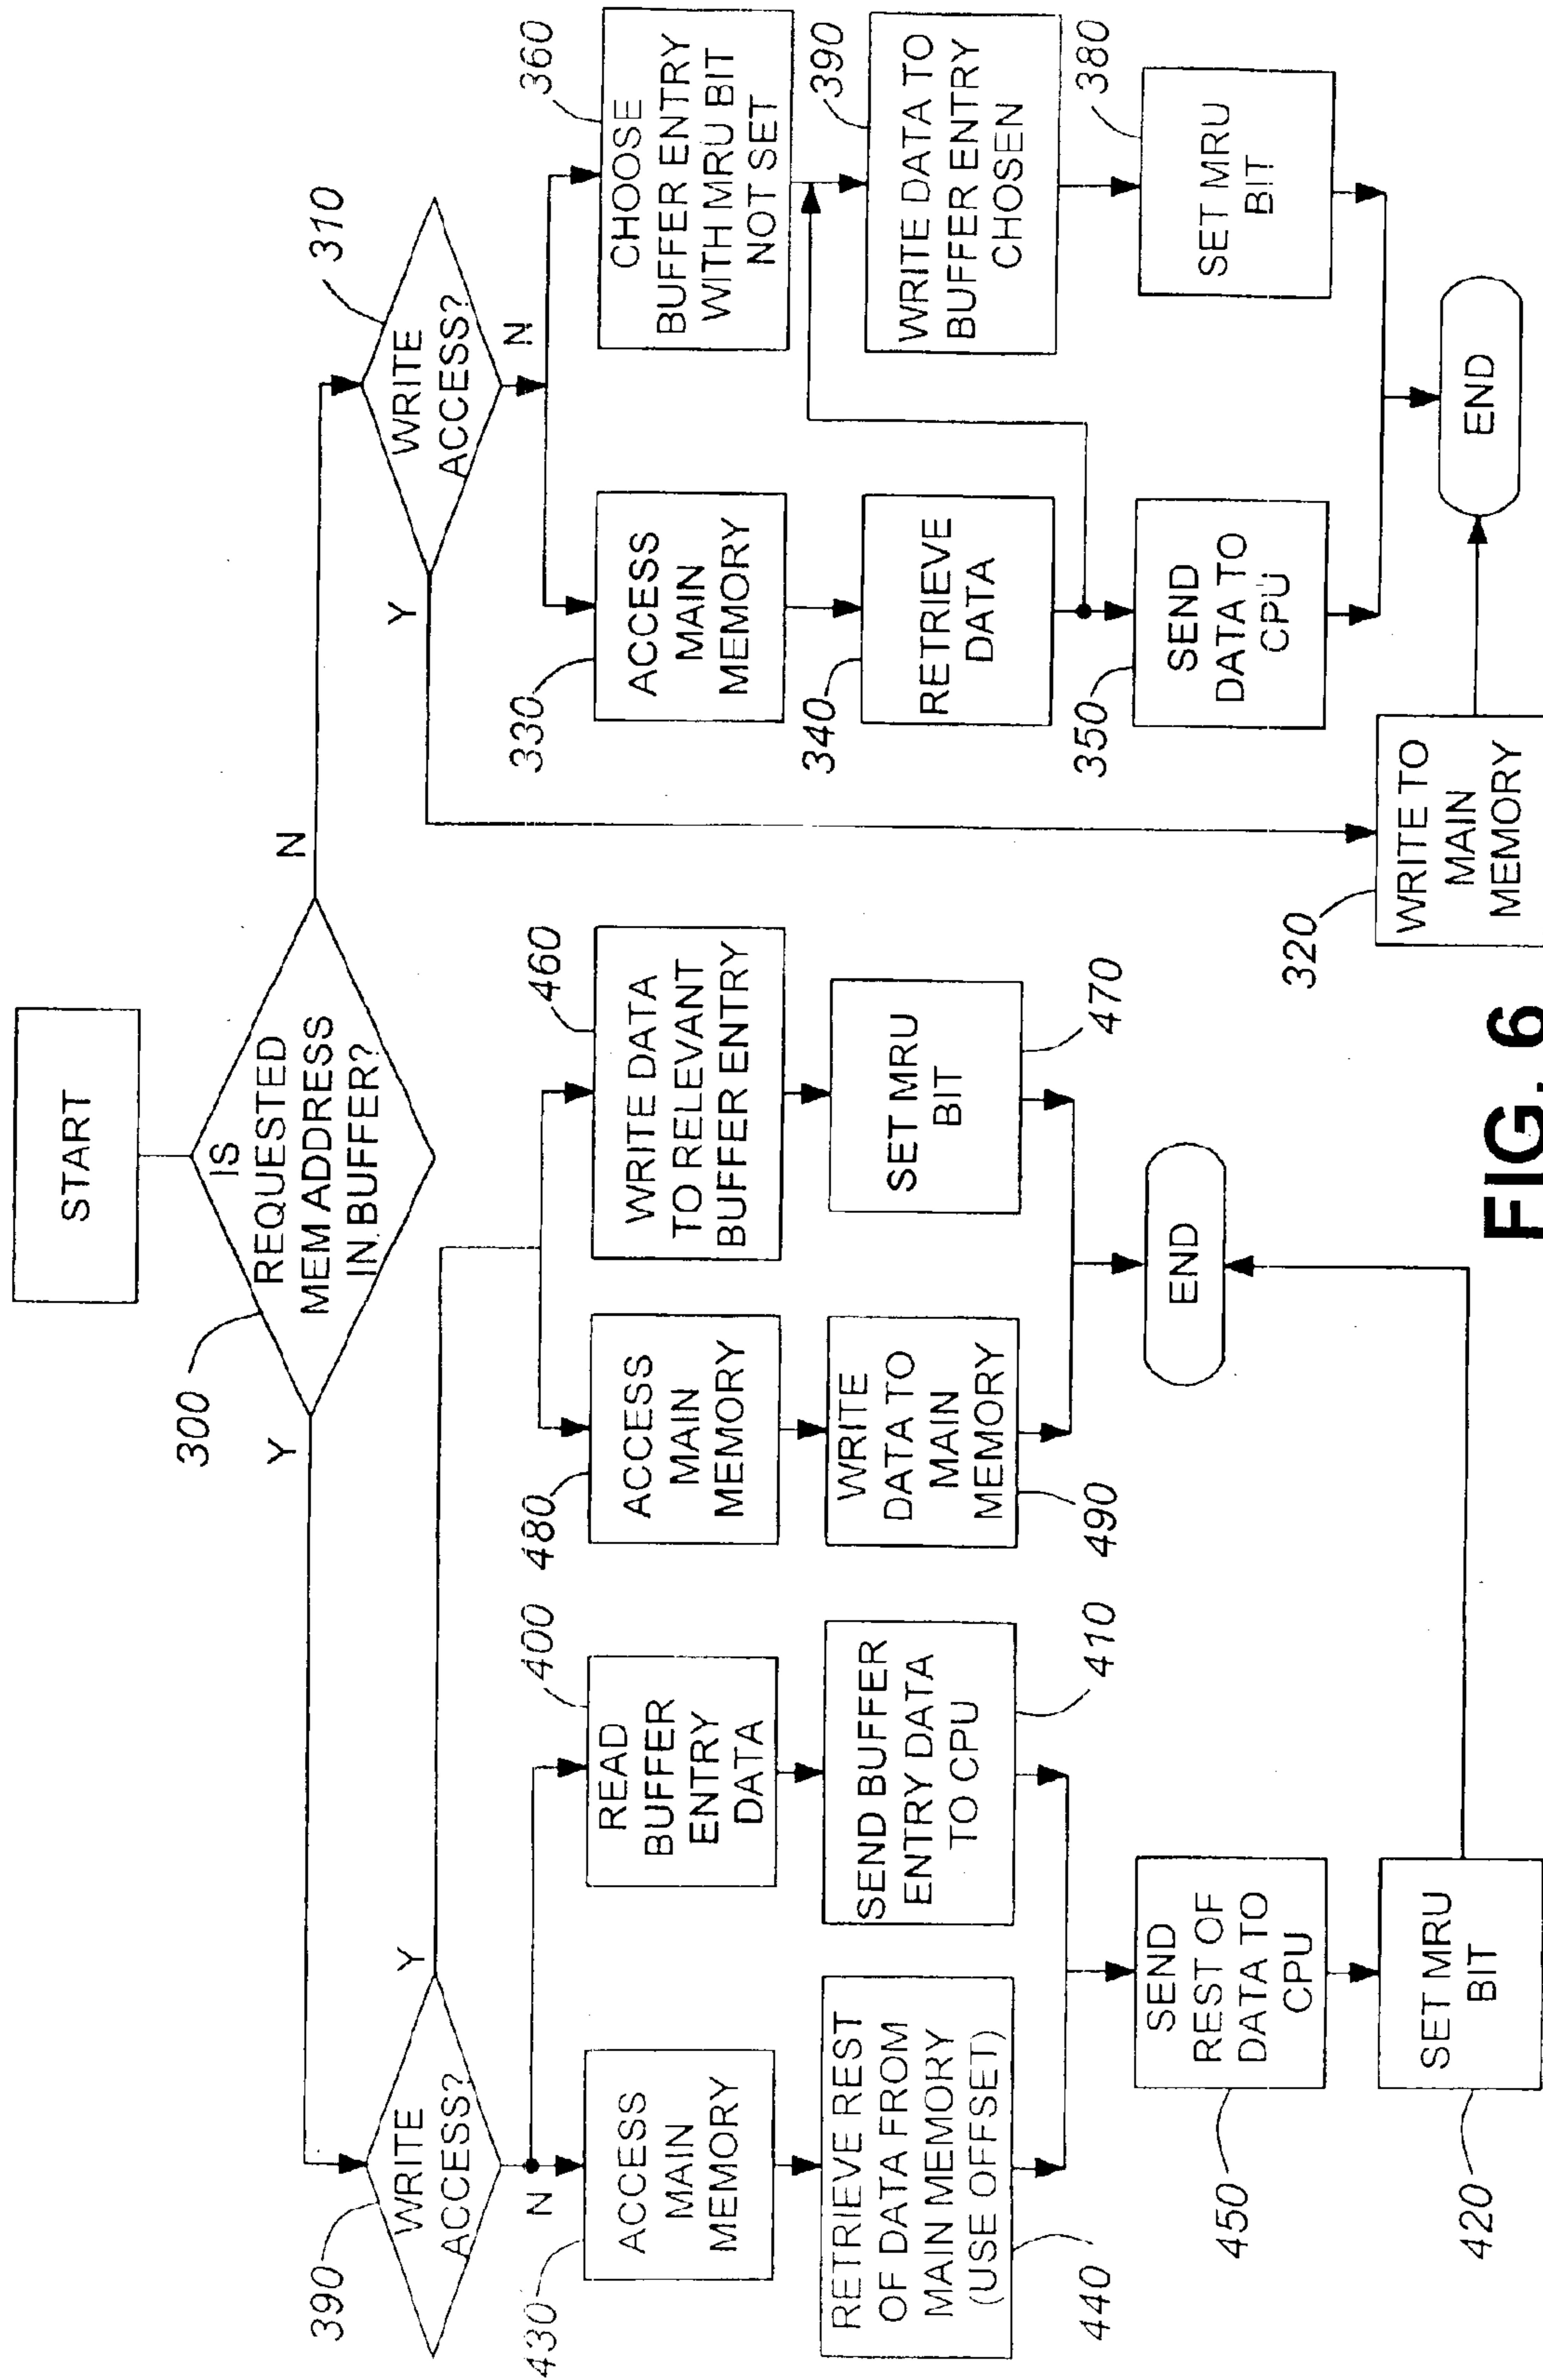 START
300
IS
REQUESTED
MEM ADDRESS
IN BUFFER?
Y
N
390
WRITE
ACCESS?
Y
N
430
ACCESS
MAIN
MEMORY
440
RETRIEVE REST
OF DATA FROM
MAIN MEMORY
(USE OFFSET)
400
READ
BUFFER
ENTRY
DATA
410
SEND BUFFER
ENTRY DATA
TO CPU
450
SEND
REST OF
DATA TO
CPU
420
SET MRU
BIT
480
ACCESS
MAIN
MEMORY
490
WRITE
DATA TO
MAIN
MEMORY
460
WRITE DATA
TO RELEVANT
BUFFER ENTRY
470
SET MRU
BIT
END
310
WRITE
ACCESS?
Y
N
330
ACCESS
MAIN
MEMORY
340
RETRIEVE
DATA
350
SEND
DATA TO
CPU
360
CHOOSE
BUFFER ENTRY
WITH MRU BIT
NOT SET
390
WRITE DATA TO
BUFFER ENTRY
CHOSEN
380
SET MRU
BIT
320
WRITE TO
MAIN
MEMORY
END
FIG. 6